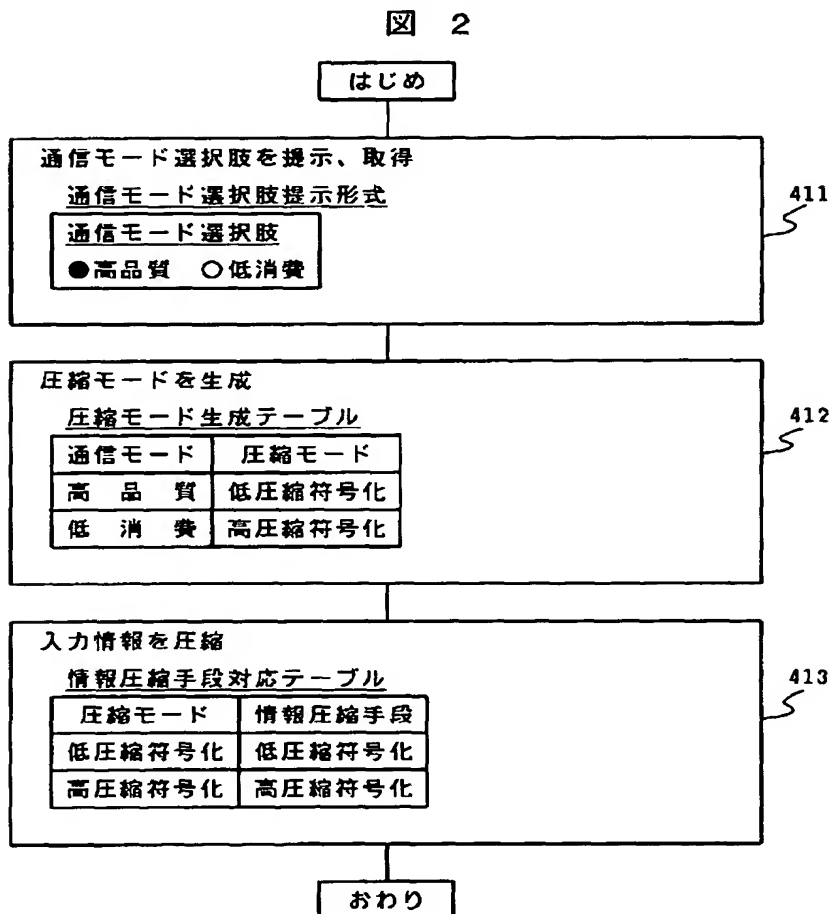 図 2
はじめ
通信モード選択肢を提示、取得
通信モード選択肢提示形式
通信モード選択肢
●高品質 ○低消費
411
圧縮モードを生成
圧縮モード生成テーブル
412
通信モード 圧縮モード
高品質 低圧縮符号化
低消費 高圧縮符号化
入力情報を圧縮
情報圧縮手段対応テーブル
413
圧縮モード 情報圧縮手段
低圧縮符号化 低圧縮符号化
高圧縮符号化 高圧縮符号化
おわり